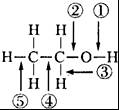 ② ①
H H
H-C-C-O-H
H H ③
⑤ ④